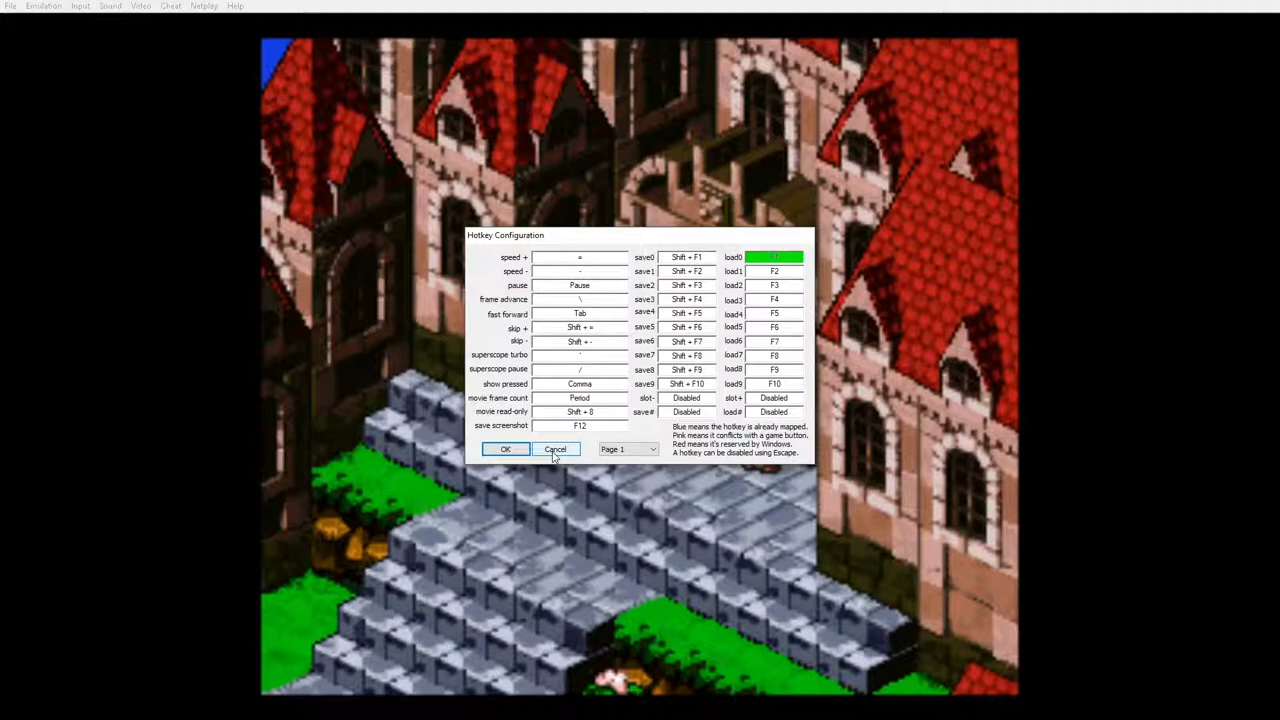 File Emulation Input Sound Video Cheat Netplay Help
Hotkey Configuration
speed + = save0 Shift + F1 load0 F1
speed - - save1 Shift + F2 load1 F2
pause Pause save2 Shift + F3 load2 F3
frame advance \ save3 Shift + F4 load3 F4
fast forward Tab save4 Shift + F5 load4 F5
skip + Shift + = save5 Shift + F6 load5 F6
skip - Shift + - save6 Shift + F7 load6 F7
superscope turbo save7 Shift + F8 load7 F8
superscope pause / save8 Shift + F9 load8 F9
show pressed Comma save9 Shift + F10 load9 F10
movie frame count Period slot- Disabled slot+ Disabled
movie read-only Shift + 8 save# Disabled load# Disabled
save screenshot F12
Blue means the hotkey is already mapped.
Pink means it conflicts with a game button.
Red means it's reserved by Windows.
A hotkey can be disabled using Escape.
OK Cancel Page 1